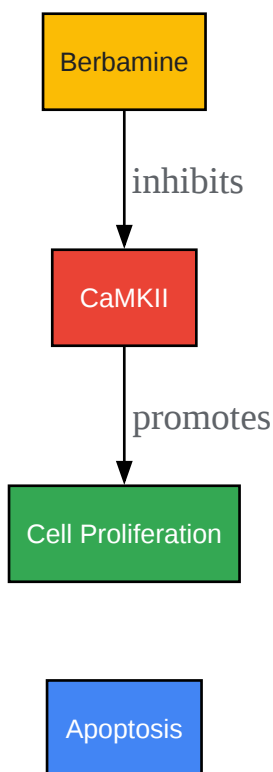 Berbamine
inhibits
CaMKII
promotes
Cell Proliferation
Apoptosis